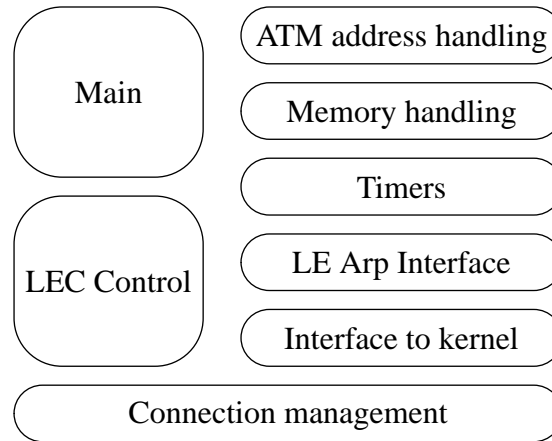 Main
LEC Control
ATM address handling
Memory handling
Timers
LE Arp Interface
Interface to kernel
Connection management